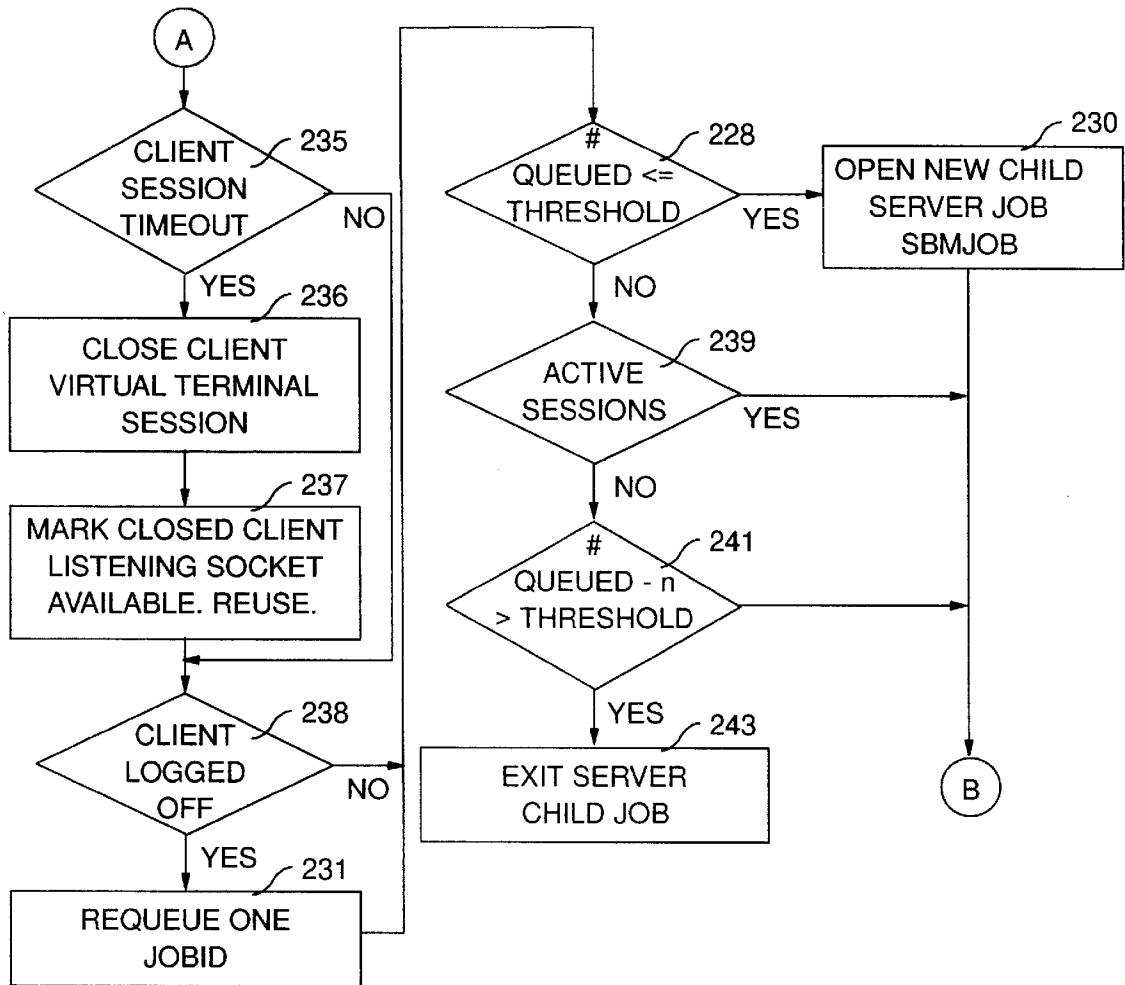 A
235
CLIENT
SESSION
TIMEOUT
NO
YES
236
CLOSE CLIENT
VIRTUAL TERMINAL
SESSION
237
MARK CLOSED CLIENT
LISTENING SOCKET
AVAILABLE. REUSE.
238
CLIENT
LOGGED
OFF
NO
YES
231
REQUEUE ONE
JOBID
228
#
QUEUED <=
THRESHOLD
YES
NO
230
OPEN NEW CHILD
SERVER JOB
SBMJOB
239
ACTIVE
SESSIONS
YES
NO
241
#
QUEUED - n
> THRESHOLD
YES
243
EXIT SERVER
CHILD JOB
B